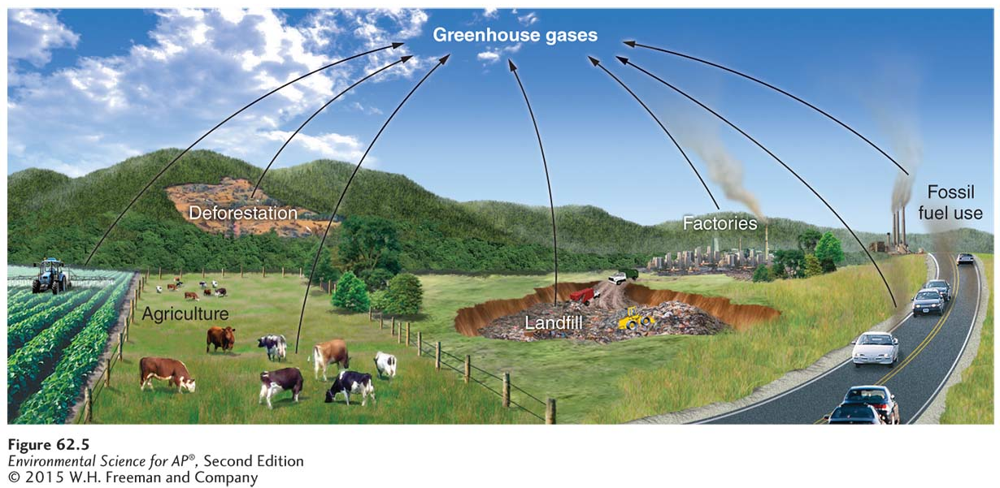 Greenhouse gases
Deforestation
Agriculture
Landfill
Factories
Fossil
fuel use
Figure 62.5
Environmental Science for AP®, Second Edition
© 2015 W.H. Freeman and Company